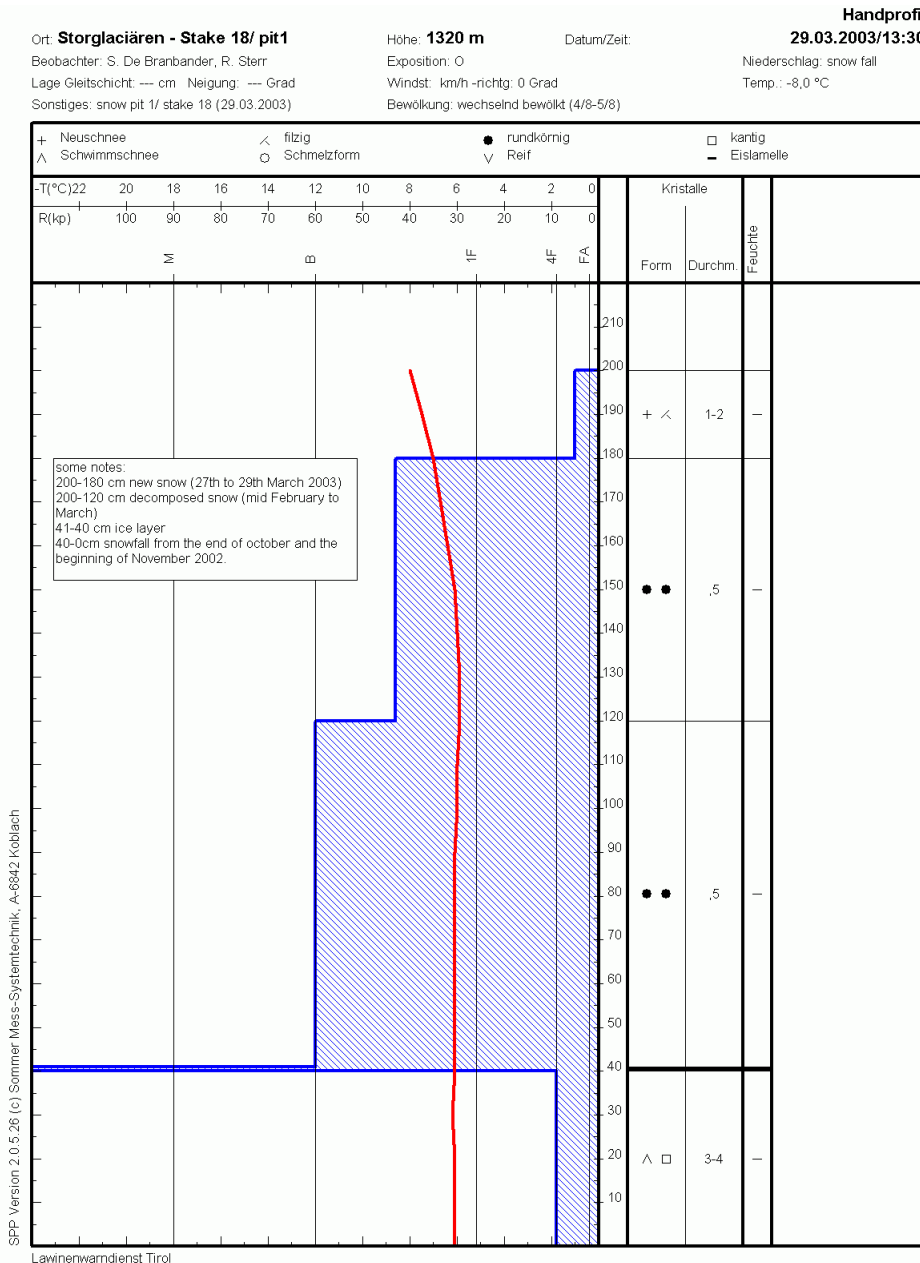 Handprofi
Ort: Storglaciären - Stake 18/ pit1 Höhe: 1320 m Datum/Zeit: 29.03.2003/13:30
Beobachter: S. De Branbander, R. Sterr Exposition: O Niederschlag: snow fall
Lage Gleitschicht: --- cm Neigung: --- Grad Windst: km/h -richtg: 0 Grad Temp.: -8,0 °C
Sonstiges: snow pit 1/ stake 18 (29.03.2003) Bewölkung: wechselnd bewölkt (4/8-5/8)
+ Neuschnee filzig ● rundkörnig □ kantig
∧ Schwimmschnee ○ Schmelzform ∨ Reif – Eislamelle
-T(°C) 22 20 18 16 14 12 10 8 6 4 2 0 Kristalle
R(kp) 100 90 80 70 60 50 40 30 20 10 0
M B 1F 4F FA Form Durchm. Feuchte
210
200
190 + 1-2 –
180
some notes:
200-180 cm new snow (27th to 29th March 2003)
200-120 cm decomposed snow (mid February to
March)
41-40 cm ice layer
40-0cm snowfall from the end of october and the
beginning of November 2002.
170
160
150 ● ● ,5 –
140
130
120
110
100
90
80 ● ● ,5 –
70
60
50
40
30
20 ∧ □ 3-4 –
10
SPP Version 2.0.5.26 (c) Sommer Mess-Systemtechnik, A-6842 Koblach
Lawinenwarndienst Tirol